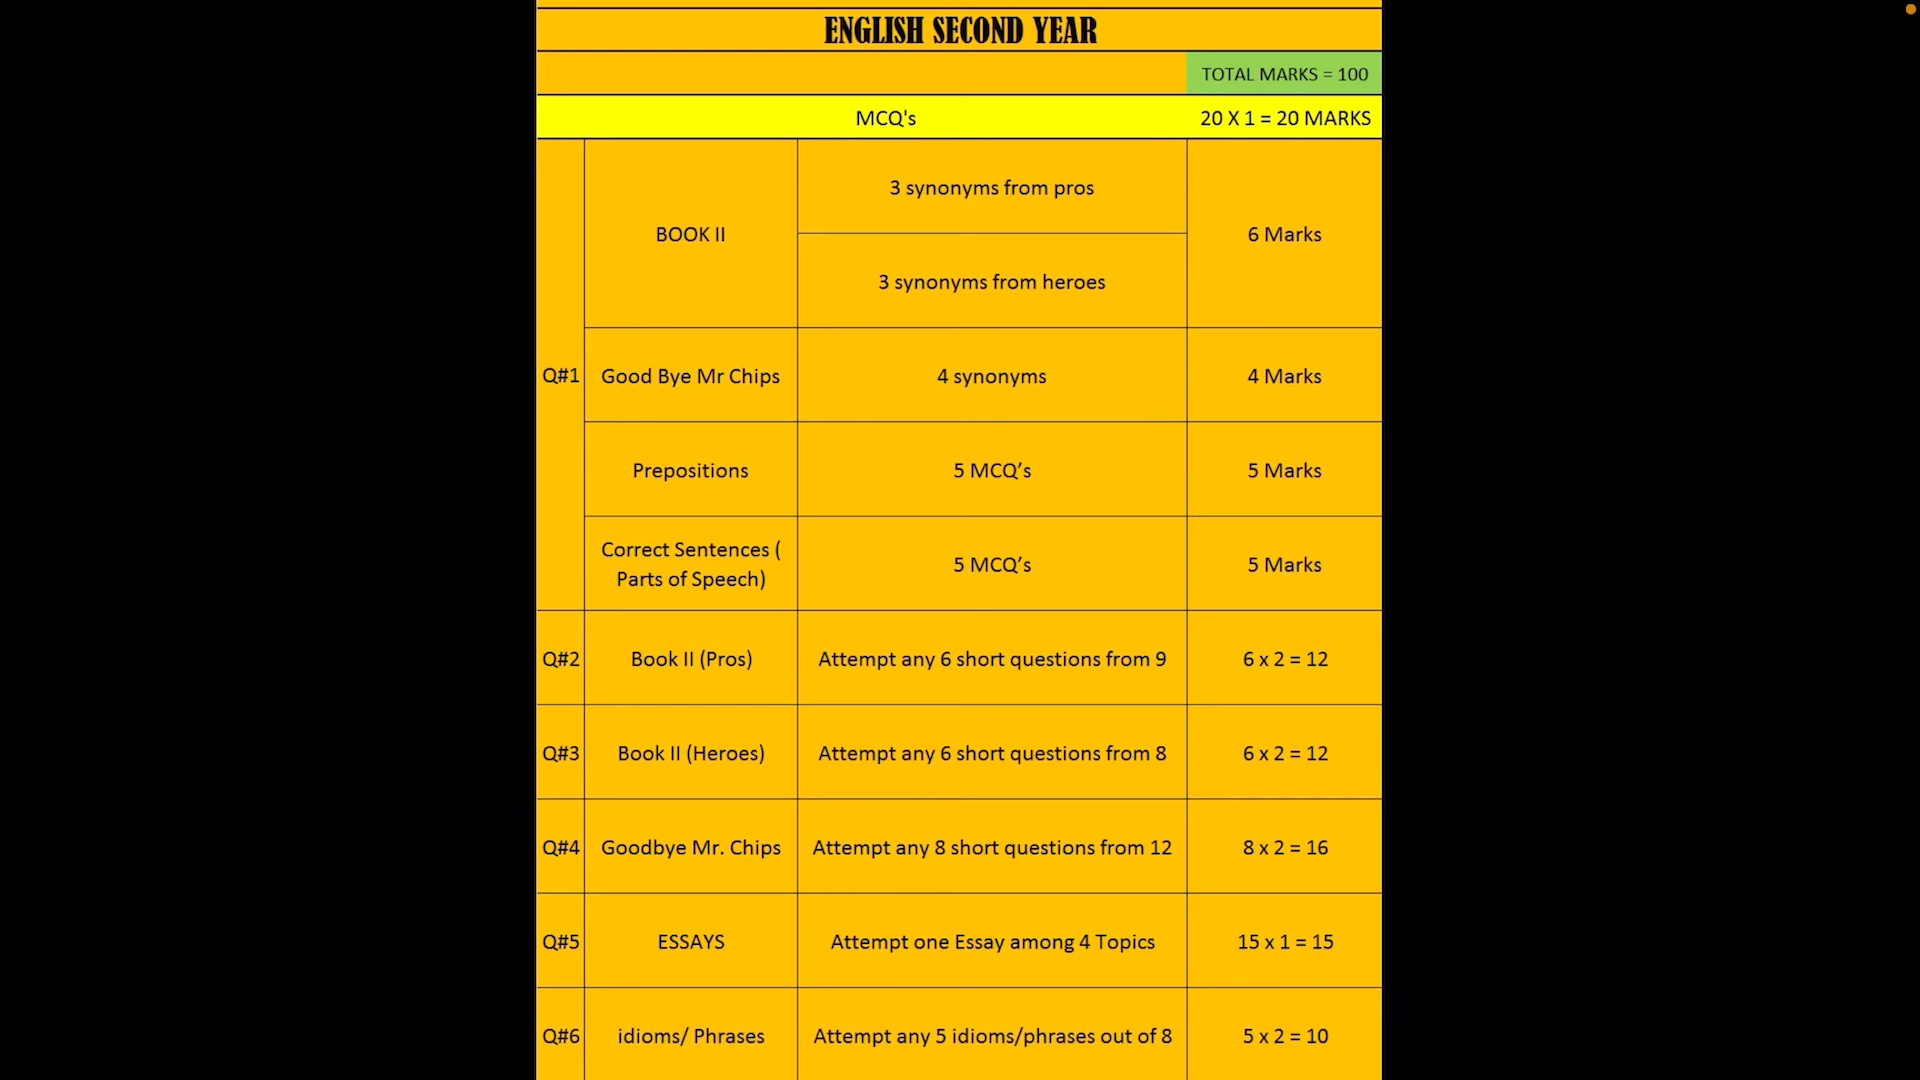 ENGLISH SECOND YEAR
TOTAL MARKS = 100
MCQ's 20 X 1 = 20 MARKS
Q#1
BOOK II
3 synonyms from pros
3 synonyms from heroes
6 Marks
Good Bye Mr Chips 4 synonyms 4 Marks
Prepositions 5 MCQ’s 5 Marks
Correct Sentences (
Parts of Speech)
5 MCQ’s 5 Marks
Q#2 Book II (Pros) Attempt any 6 short questions from 9 6 x 2 = 12
Q#3 Book II (Heroes) Attempt any 6 short questions from 8 6 x 2 = 12
Q#4 Goodbye Mr. Chips Attempt any 8 short questions from 12 8 x 2 = 16
Q#5 ESSAYS Attempt one Essay among 4 Topics 15 x 1 = 15
Q#6 idioms/ Phrases Attempt any 5 idioms/phrases out of 8 5 x 2 = 10